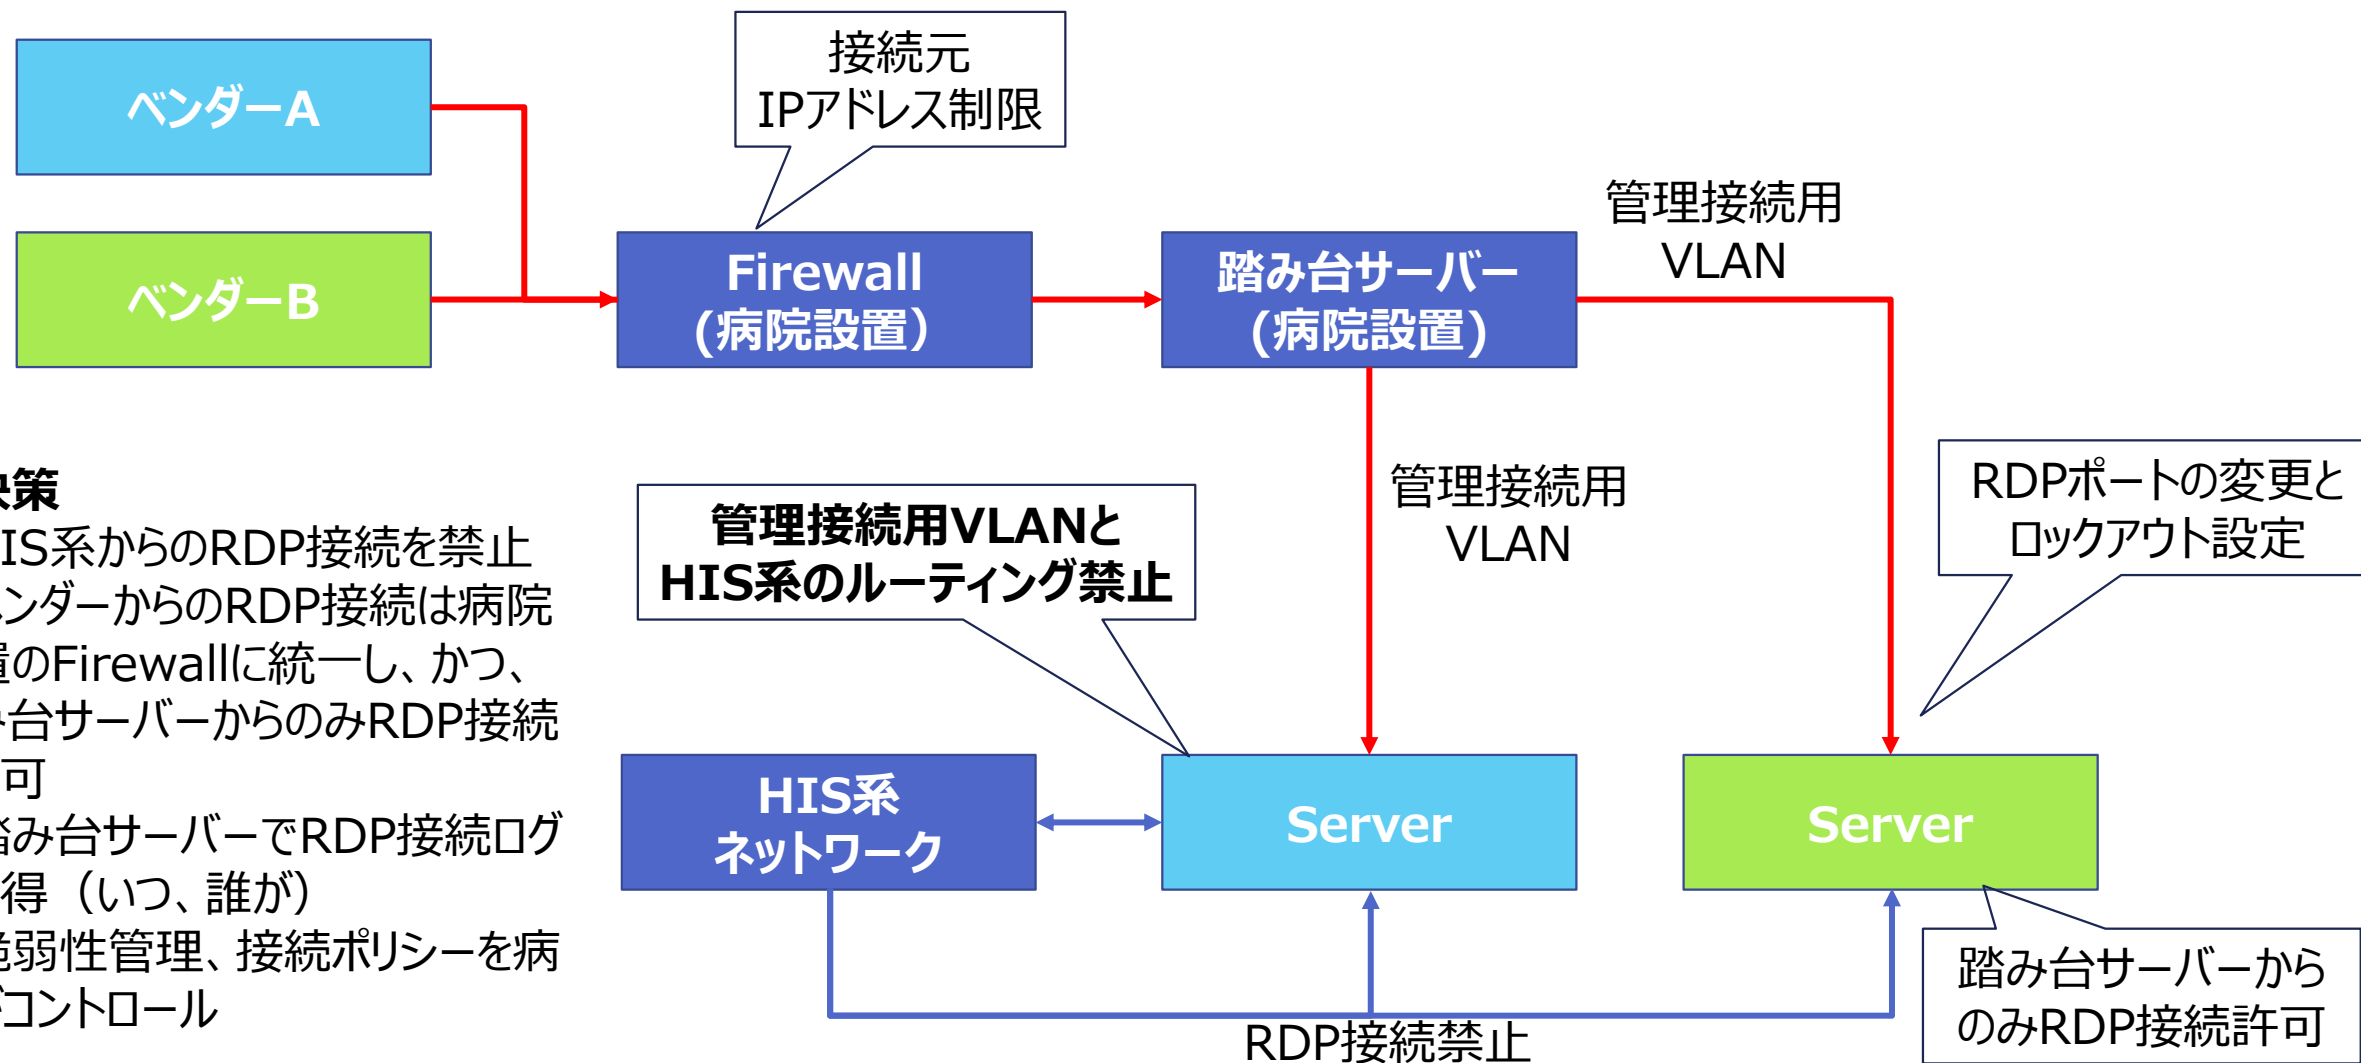 ベンダーA
接続元
IPアドレス制限
ベンダーB
Firewall
(病院設置）
踏み台サーバー
(病院設置)
管理接続用
VLAN
決策
IS系からのRDP接続を禁止
ベンダーからのRDP接続は病院
置のFirewallに統一し、かつ、
み台サーバーからのみRDP接続
可
踏み台サーバーでRDP接続ログ
得（いつ、誰が）
脆弱性管理、接続ポリシーを病
がコントロール
管理接続用VLANと
HIS系のルーティング禁止
管理接続用
VLAN
RDPポートの変更と
ロックアウト設定
HIS系
ネットワーク
Server
Server
踏み台サーバーから
のみRDP接続許可
RDP接続禁止